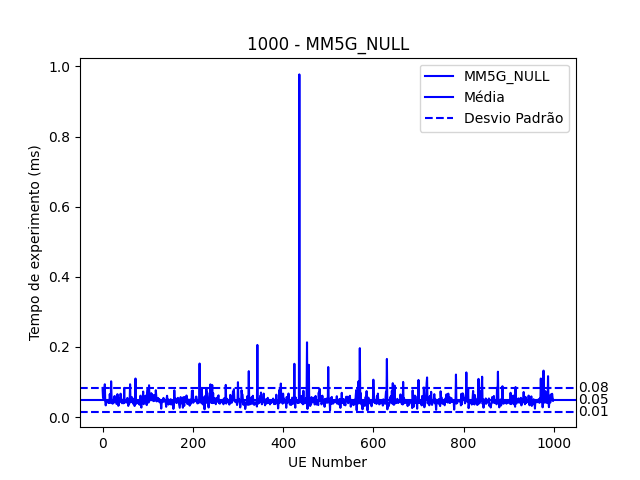 1000 - MM5G_NULL
MM5G_NULL
Média
Desvio Padrão
Tempo de experimento (ms)
1.0
0.8
0.6
0.4
0.2
0.0
0.08
0.05
0.01
0
200
400
600
800
1000
UE Number